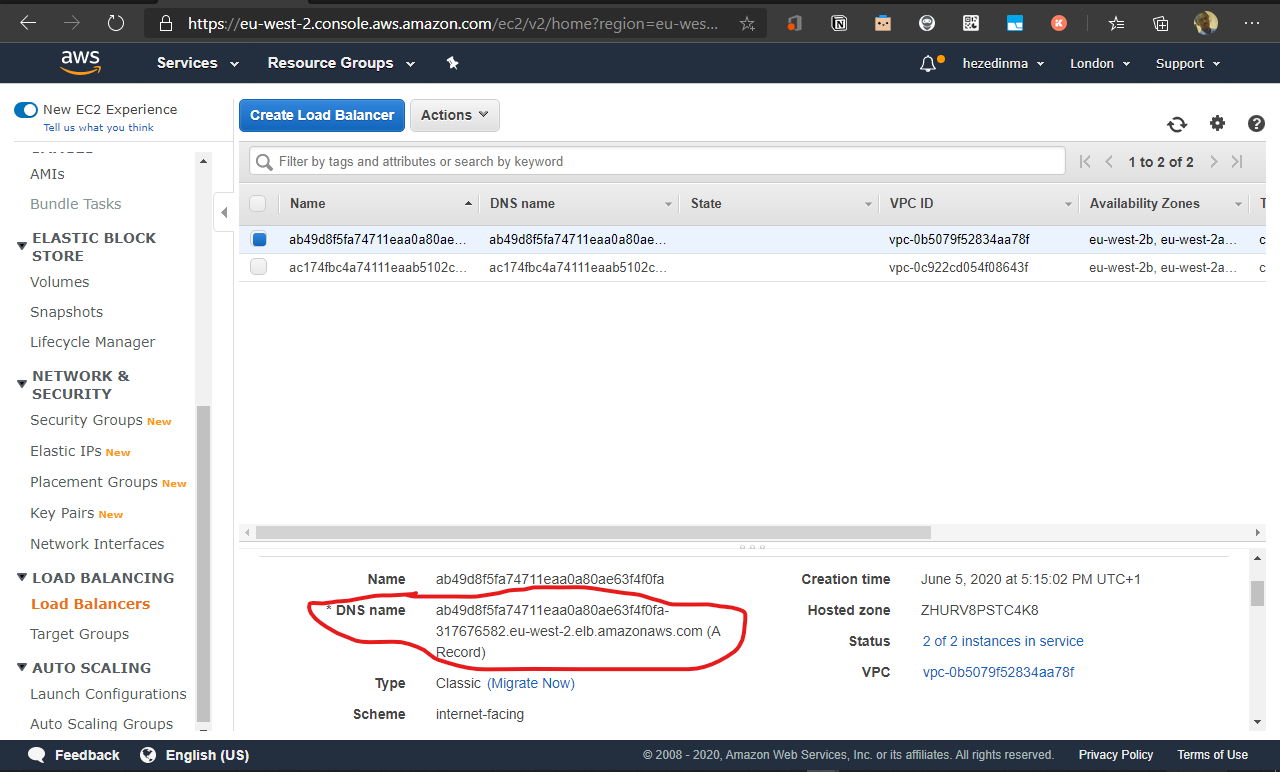 https://eu-west-2.console.aws.amazon.com/ec2/v2/home?region=eu-wes...
aws Services Resource Groups hezedinma London Support
New EC2 Experience
Tell us what you think
AMIs
Bundle Tasks
ELASTIC BLOCK
STORE
Volumes
Snapshots
Lifecycle Manager
NETWORK &
SECURITY
Security Groups New
Elastic IPs New
Placement Groups New
Key Pairs New
Network Interfaces
LOAD BALANCING
Load Balancers
Target Groups
AUTO SCALING
Launch Configurations
Auto Scaling Groups
Create Load Balancer Actions
Filter by tags and attributes or search by keyword 1 to 2 of 2
Name DNS name State VPC ID Availability Zones T
ab49d8f5fa74711eaa0a80ae... ab49d8f5fa74711eaa0a80ae... vpc-0b5079f52834aa78f eu-west-2b, eu-west-2a... c
ac174fbc4a74111eaab5102c... ac174fbc4a74111eaab5102c... vpc-0c922cd054f08643f eu-west-2b, eu-west-2a... c
Name ab49d8f5fa74711eaa0a80ae63f4f0fa
* DNS name ab49d8f5fa74711eaa0a80ae63f4f0fa-
317676582.eu-west-2.elb.amazonaws.com (A
Record)
Type Classic (Migrate Now)
Scheme internet-facing
Creation time June 5, 2020 at 5:15:02 PM UTC+1
Hosted zone ZHURV8PSTC4K8
Status 2 of 2 instances in service
VPC vpc-0b5079f52834aa78f
Feedback English (US) © 2008 - 2020, Amazon Web Services, Inc. or its affiliates. All rights reserved. Privacy Policy Terms of Use